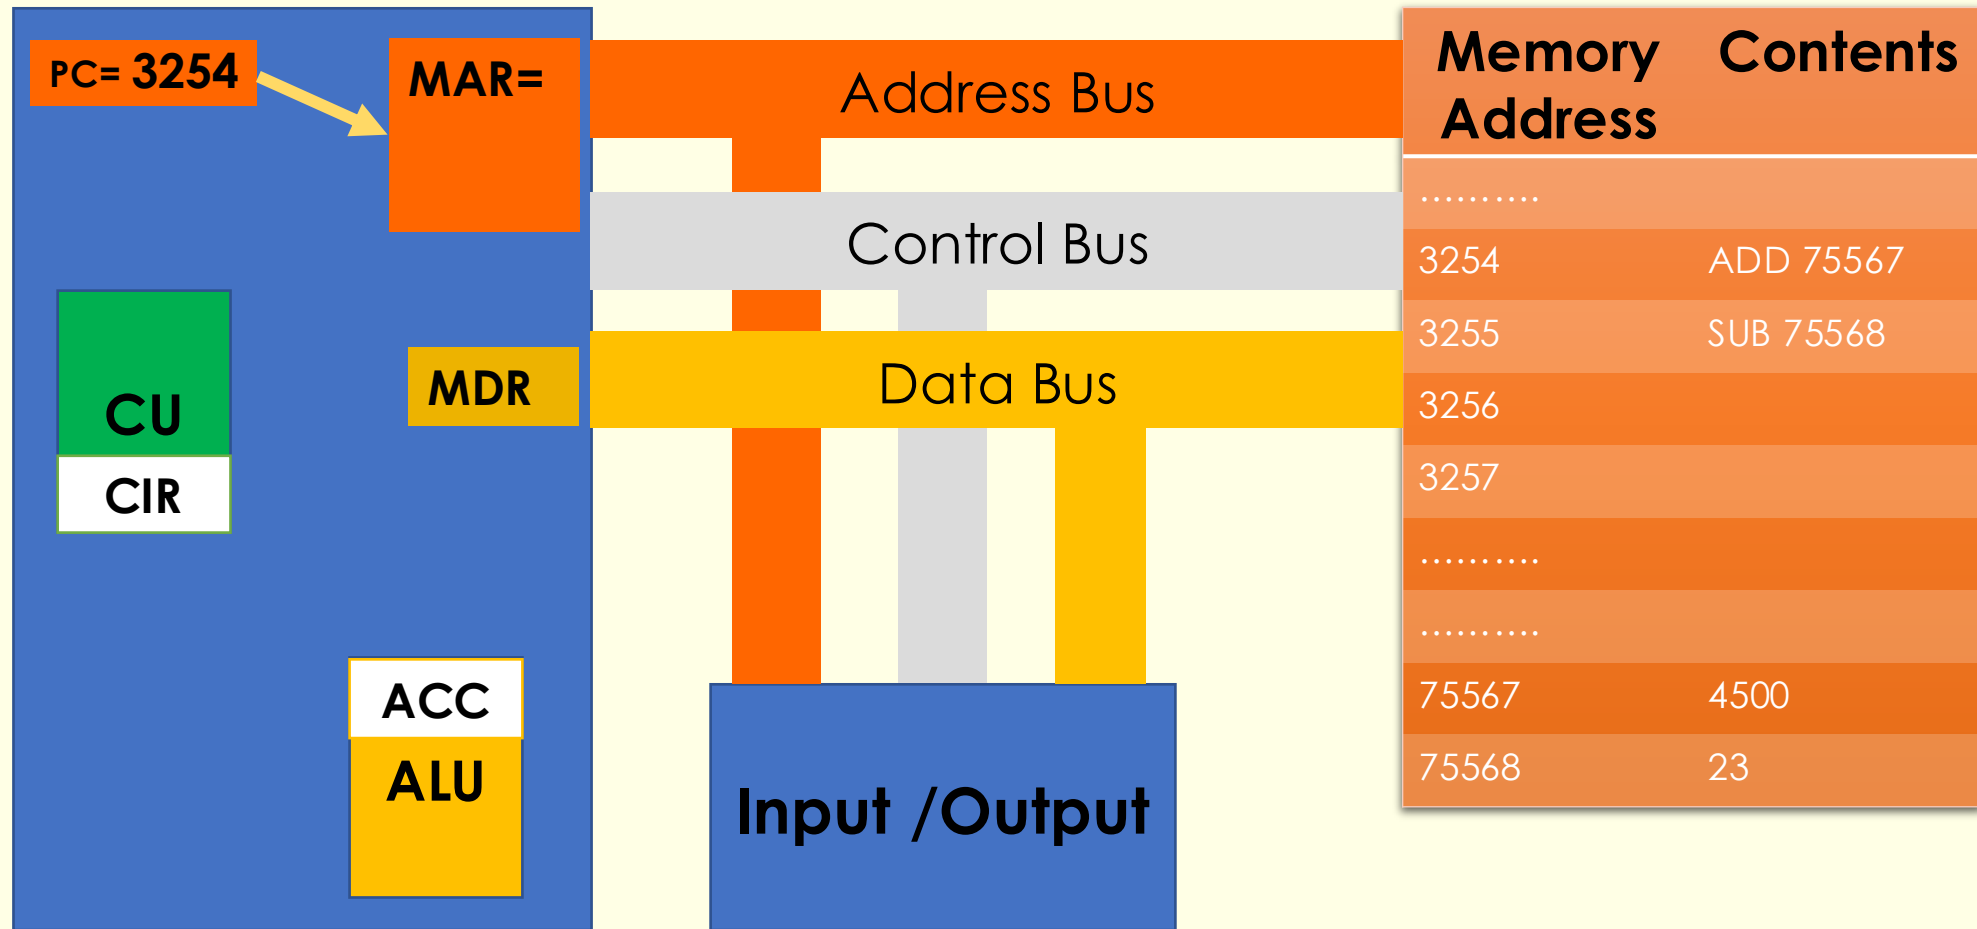 PC= 3254
MAR=
Address Bus
Control Bus
Data Bus
CU
CIR
MDR
ACC
ALU
Input /Output
Memory Contents
Address
..........
3254 ADD 75567
3255 SUB 75568
3256
3257
..........
..........
75567 4500
75568 23